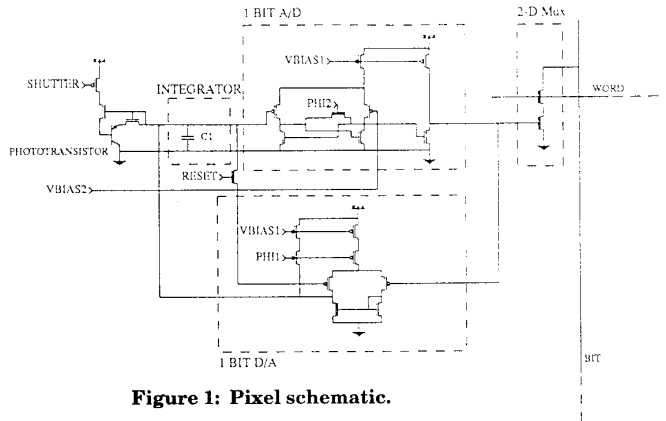 1 BIT A/D
2-D Mux
VBIAS1
SHUTTER
INTEGRATOR
WORD
PHI2
C1
PHOTOTRANSISTOR
RESET
VBIAS2
VBIAS1
PHI1
1 BIT D/A
BIT
Figure 1: Pixel schematic.